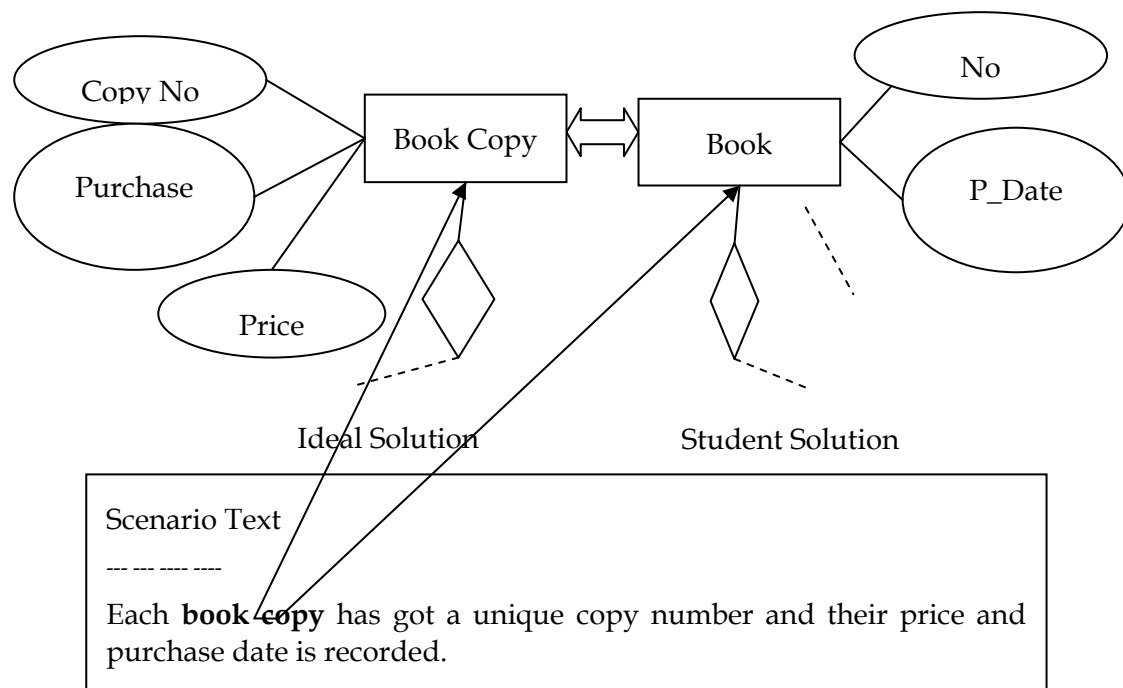 Copy No
Purchase
Price
Book Copy
Book
No
P_Date
Ideal Solution
Student Solution
Scenario Text
--- --- ---- ----
Each book copy has got a unique copy number and their price and
purchase date is recorded.